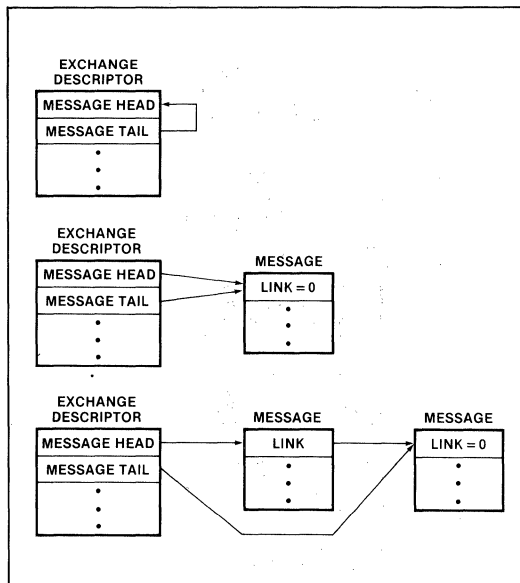 EXCHANGE
DESCRIPTOR
MESSAGE HEAD
MESSAGE TAIL
EXCHANGE
DESCRIPTOR
MESSAGE HEAD
MESSAGE TAIL
MESSAGE
LINK = 0
EXCHANGE
DESCRIPTOR
MESSAGE HEAD
MESSAGE TAIL
MESSAGE
LINK
MESSAGE
LINK = 0